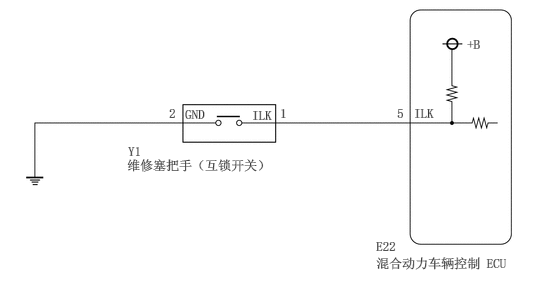 +B
2 GND ILK 1 5 ILK
Y1
维修塞把手（互锁开关）
E22
混合动力车辆控制 ECU